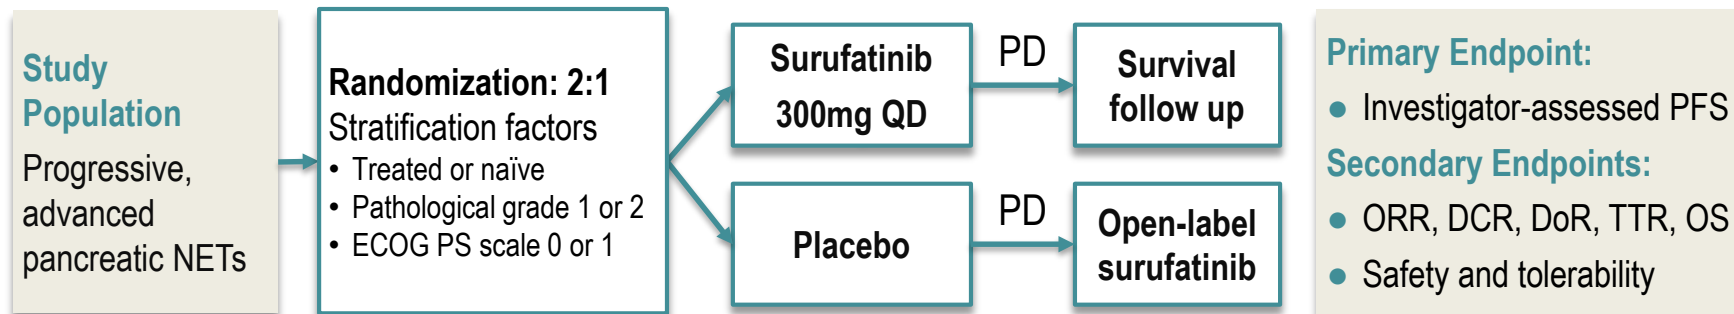 Study
Population
Progressive,
advanced
pancreatic NETs
Randomization: 2:1
Stratification factors
• Treated or naïve
• Pathological grade 1 or 2
• ECOG PS scale 0 or 1
Surufatinib
300mg QD
PD
Survival
follow up
Placebo
PD
Open-label
surufatinib
Primary Endpoint:
● Investigator-assessed PFS
Secondary Endpoints:
● ORR, DCR, DoR, TTR, OS
● Safety and tolerability